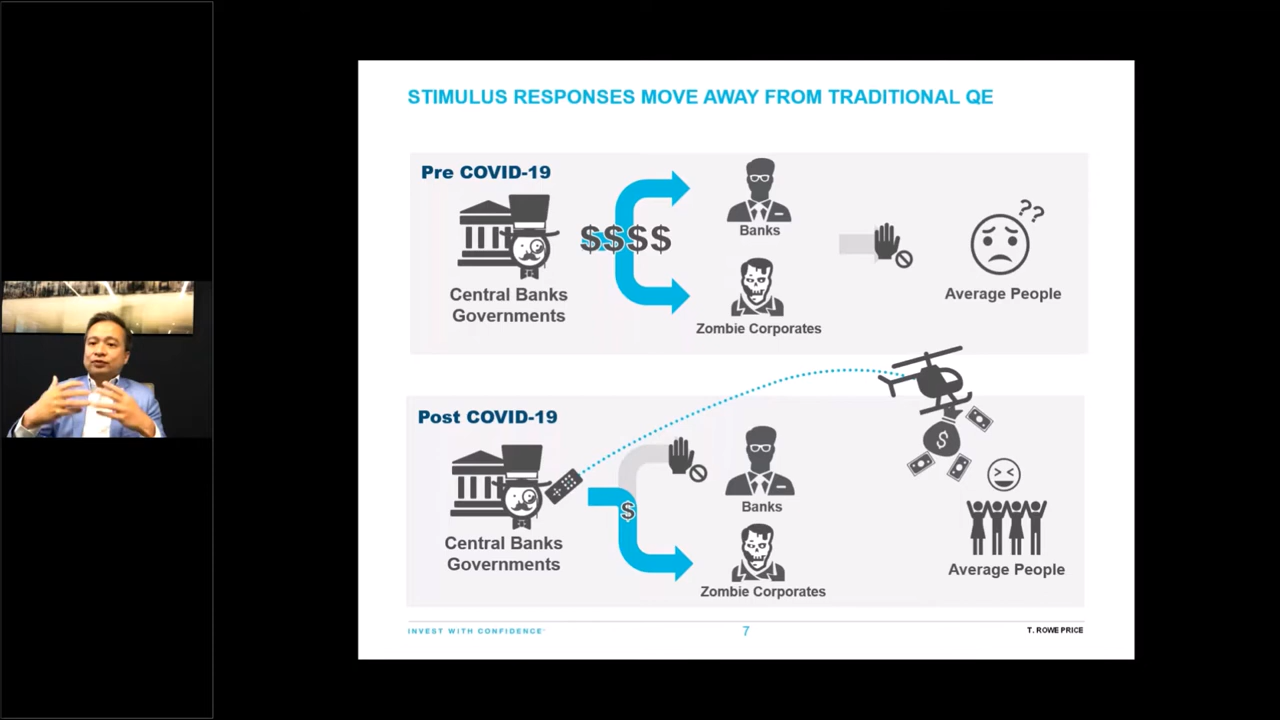 STIMULUS RESPONSES MOVE AWAY FROM TRADITIONAL QE
Pre COVID-19
$$$$
Central Banks
Governments
Banks
Zombie Corporates
??
Average People
Post COVID-19
$
$
Central Banks
Governments
Banks
Zombie Corporates
Average People
INVEST WITH CONFIDENCE
7
T. ROWE PRICE